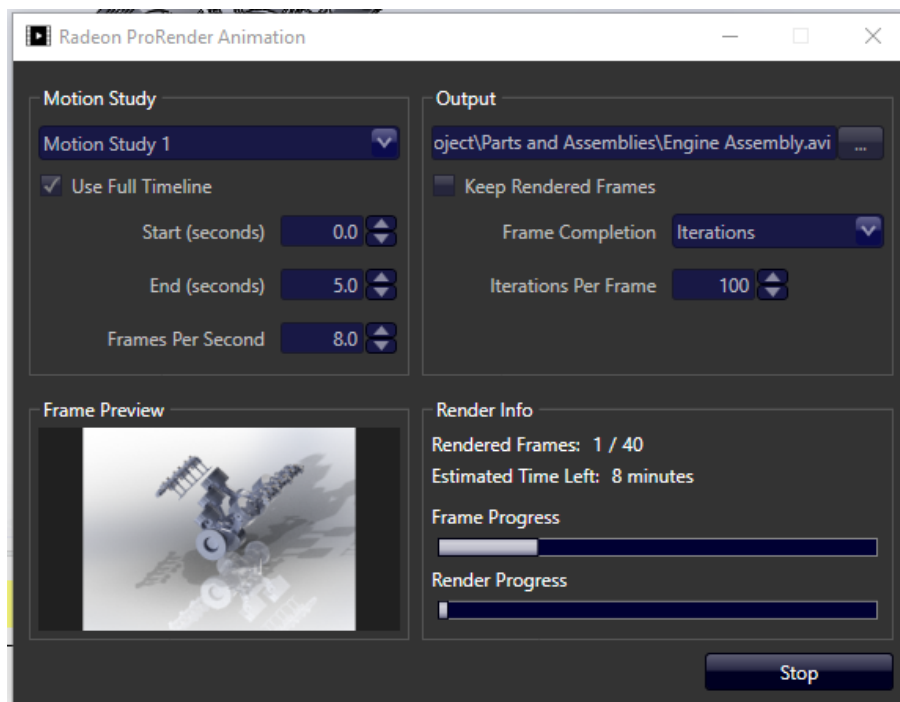 Radeon ProRender Animation
Motion Study
Motion Study 1
Use Full Timeline
Start (seconds) 0.0
End (seconds) 5.0
Frames Per Second 8.0
Output
oject\Parts and Assemblies\Engine Assembly.avi ...
Keep Rendered Frames
Frame Completion Iterations
Iterations Per Frame 100
Frame Preview
Render Info
Rendered Frames: 1 / 40
Estimated Time Left: 8 minutes
Frame Progress
Render Progress
Stop